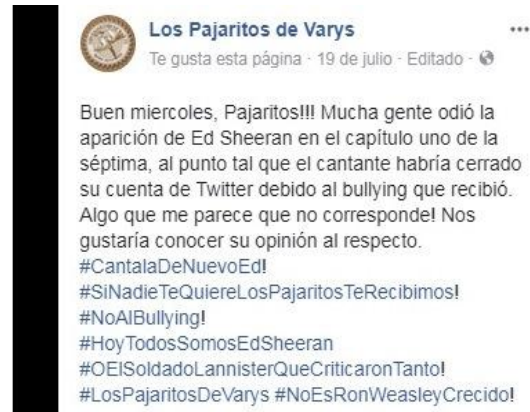 Los Pajaritos de Varys
Te gusta esta página · 19 de julio · Editado ·
Buen miercoles, Pajaritos!!! Mucha gente odió la
aparición de Ed Sheeran en el capítulo uno de la
séptima, al punto tal que el cantante habría cerrado
su cuenta de Twitter debido al bullying que recibió.
Algo que me parece que no corresponde! Nos
gustaría conocer su opinión al respecto.
#CantalaDeNuevoEd!
#SiNadieTeQuiereLosPajaritosTeRecibimos!
#NoAlBullying!
#HoyTodosSomosEdSheeran
#OElSoldadoLannisterQueCriticaronTanto!
#LosPajaritosDeVarys #NoEsRonWeasleyCrecido!